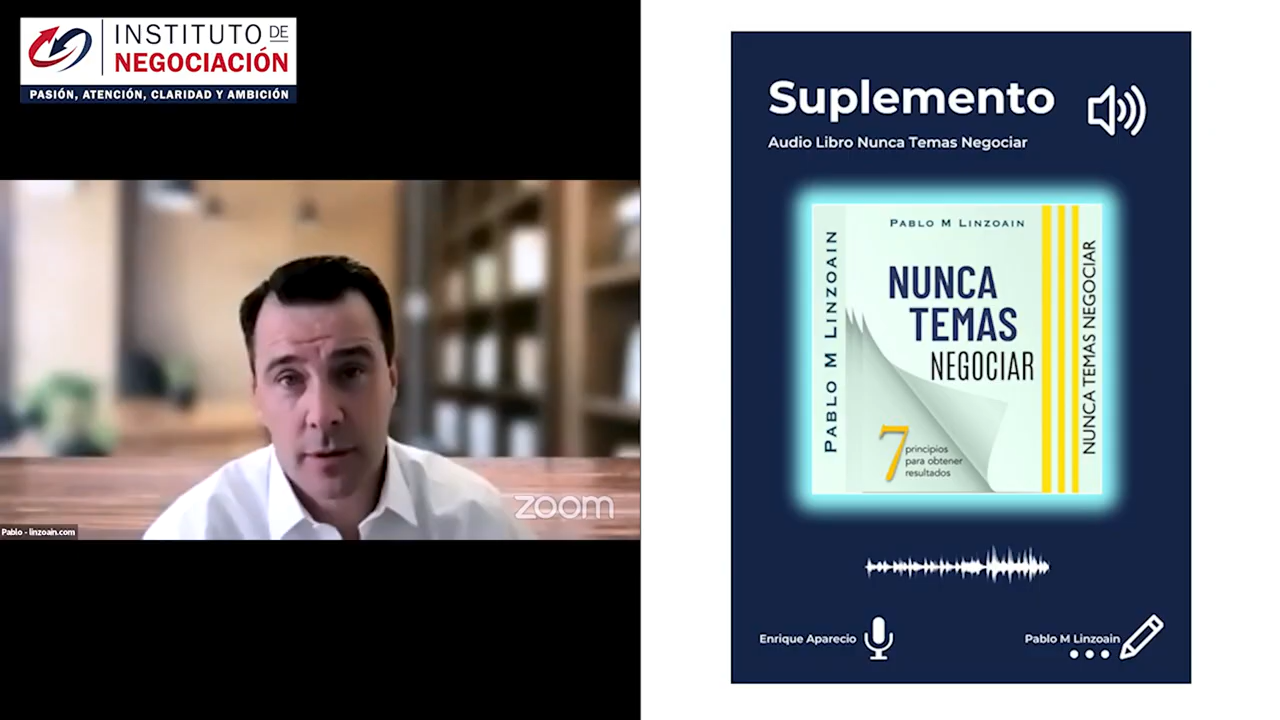 INSTITUTO DE
NEGOCIACIÓN
PASIÓN, ATENCIÓN, CLARIDAD Y AMBICIÓN
zoom
Pablo - linzoain.com
Suplemento
Audio Libro Nunca Temas Negociar
PABLO M LINZOAIN
PABLO M LINZOAIN
NUNCA
TEMAS
NEGOCIAR
7
principios
para obtener
resultados
NUNCA TEMAS NEGOCIAR
Enrique Aparecio
Pablo M Linzoain